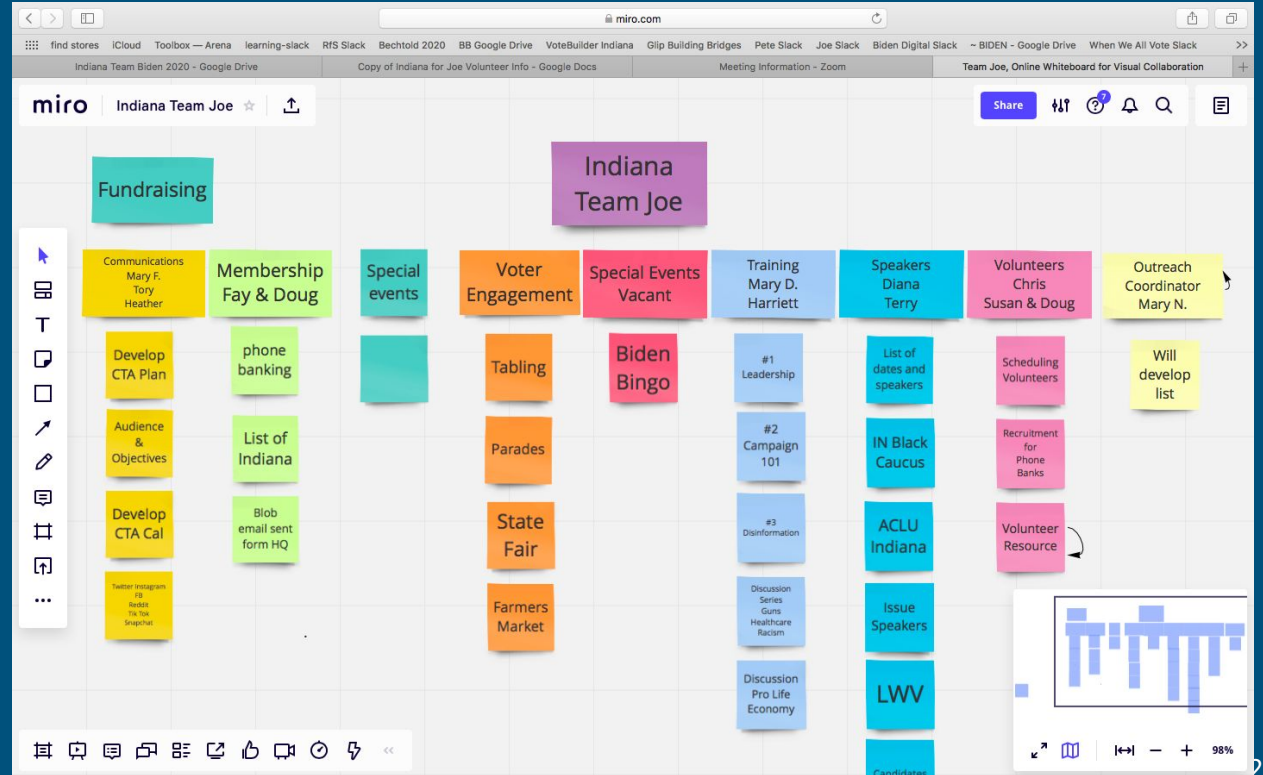 miro.com
find stores iCloud Toolbox — Arena learning-slack RfS Slack Bechtold 2020 BB Google Drive VoteBuilder Indiana Glip Building Bridges Pete Slack Joe Slack Biden Digital Slack ~ BIDEN - Google Drive When We All Vote Slack >>
Indiana Team Biden 2020 - Google Drive
Copy of Indiana for Joe Volunteer Info - Google Docs
Meeting Information - Zoom
Team Joe, Online Whiteboard for Visual Collaboration
miro
Indiana Team Joe
Share
7
Fundraising
Indiana
Team Joe
Communications
Mary F.
Tory
Heather
Develop
CTA Plan
Audience
&
Objectives
Develop
CTA Cal
Twitter Instagram
FB
Reddit
Tik Tok
Snapchat
Membership
Fay & Doug
phone
banking
List of
Indiana
Blob
email sent
form HQ
Special
events
Voter
Engagement
Tabling
Parades
State
Fair
Farmers
Market
Special Events
Vacant
Biden
Bingo
Training
Mary D.
Harriett
#1
Leadership
#2
Campaign
101
#3
Disinformation
Discussion
Series
Guns
Healthcare
Racism
Discussion
Pro Life
Economy
Speakers
Diana
Terry
List of
dates and
speakers
IN Black
Caucus
ACLU
Indiana
Issue
Speakers
LWV
Candidates
Volunteers
Chris
Susan & Doug
Scheduling
Volunteers
Recruitment
for
Phone
Banks
Volunteer
Resource
Outreach
Coordinator
Mary N.
Will
develop
list
98%
2